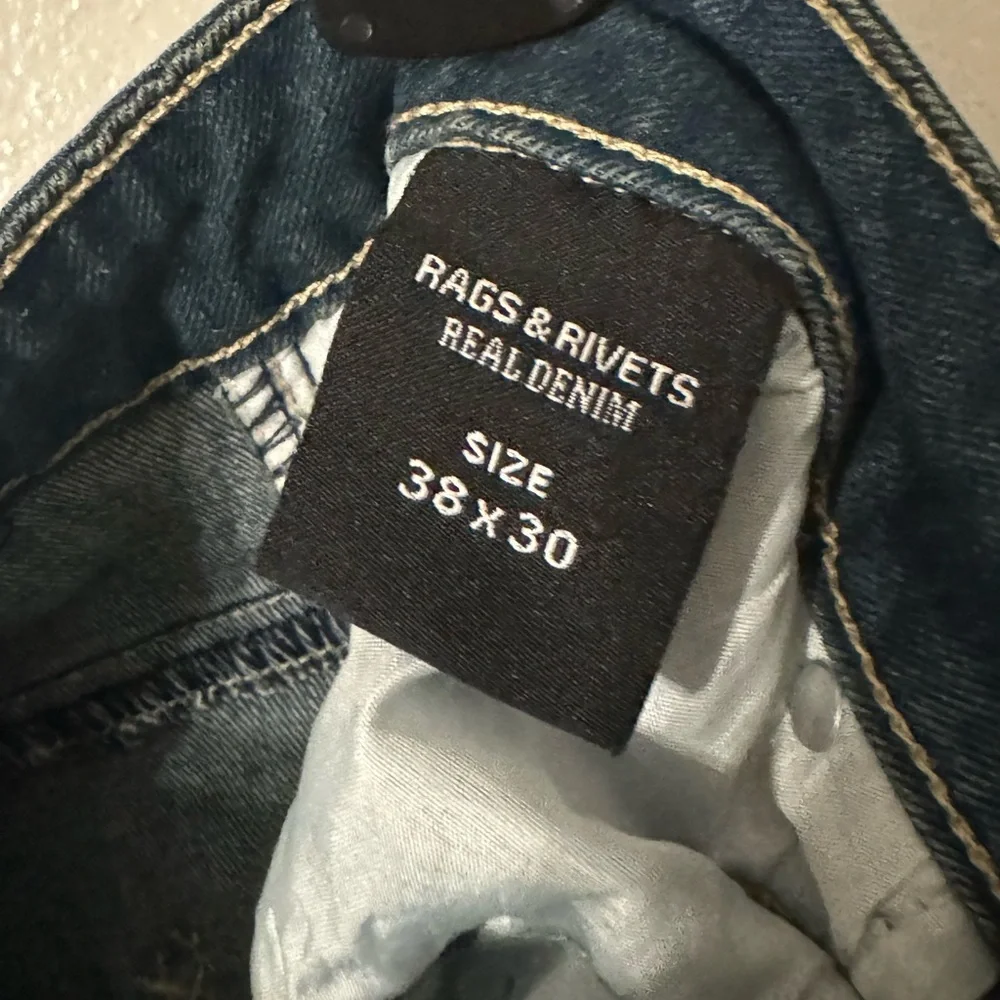 RAGS & RIVETS
REAL DENIM
SIZE
38 x 30